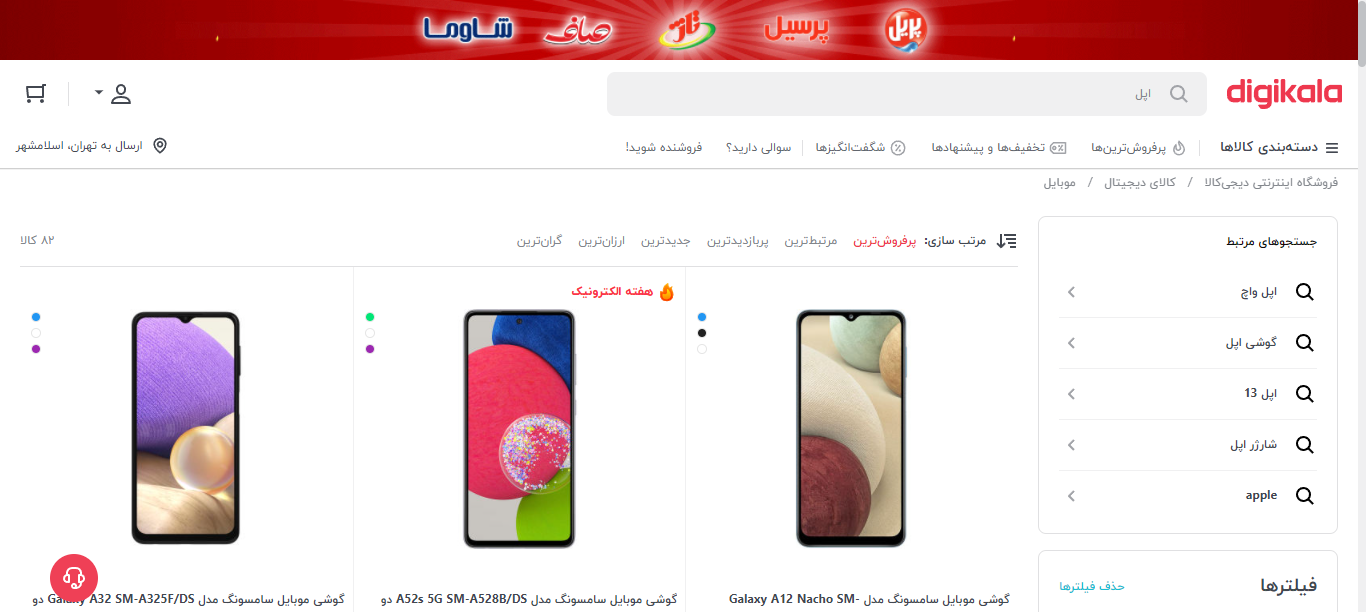 پریل
پرسیل
تاژ
صاف
شاوما
digikala
اپل
دسته‌بندی کالاها
پرفروش‌ترین‌ها
تخفیف‌ها و پیشنهادها
شگفت‌انگیزها
سوالی دارید؟
فروشنده شوید!
ارسال به تهران، اسلامشهر
فروشگاه اینترنتی دیجی‌کالا / کالای دیجیتال / موبایل
جستجوهای مرتبط
اپل واچ
گوشی اپل
اپل 13
شارژر اپل
apple
فیلترها
حذف فیلترها
مرتب سازی: پرفروش‌ترین مرتبط‌ترین پربازدیدترین جدیدترین ارزان‌ترین گران‌ترین
۸۲ کالا
هفته الکترونیک
گوشی موبایل سامسونگ مدل Galaxy A12 Nacho SM-
گوشی موبایل سامسونگ مدل A52s 5G SM-A528B/DS دو
گوشی موبایل سامسونگ مدل Galaxy A32 SM-A325F/DS دو